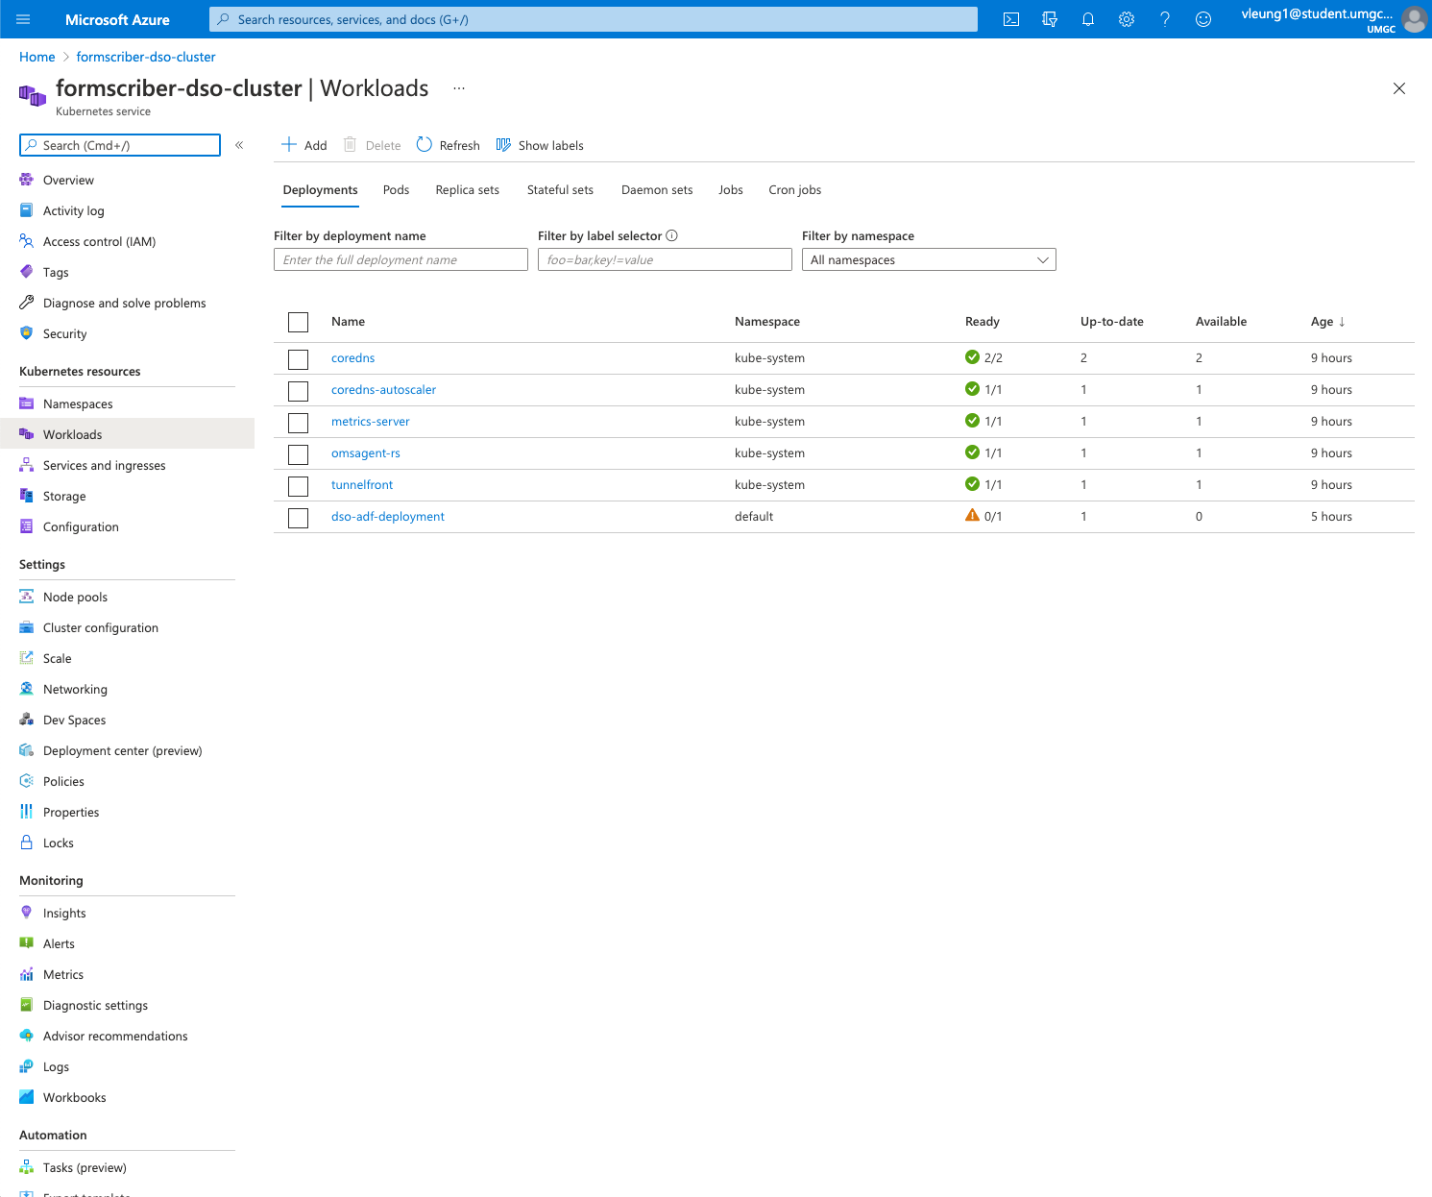 Microsoft Azure
Search resources, services, and docs (G+/)
vleung1@student.umgc...
UMGC
Home > formscriber-dso-cluster
formscriber-dso-cluster | Workloads ...
Kubernetes service
Search (Cmd+/)
«
Add
Delete
Refresh
Show labels
Overview
Activity log
Access control (IAM)
Tags
Diagnose and solve problems
Security
Kubernetes resources
Namespaces
Workloads
Services and ingresses
Storage
Configuration
Settings
Node pools
Cluster configuration
Scale
Networking
Dev Spaces
Deployment center (preview)
Policies
Properties
Locks
Monitoring
Insights
Alerts
Metrics
Diagnostic settings
Advisor recommendations
Logs
Workbooks
Automation
Tasks (preview)
Export template
Deployments Pods Replica sets Stateful sets Daemon sets Jobs Cron jobs
Filter by deployment name
Enter the full deployment name
Filter by label selector
foo=bar,key!=value
Filter by namespace
All namespaces
Name Namespace Ready Up-to-date Available Age ↓
coredns kube-system 2/2 2 2 9 hours
coredns-autoscaler kube-system 1/1 1 1 9 hours
metrics-server kube-system 1/1 1 1 9 hours
omsagent-rs kube-system 1/1 1 1 9 hours
tunnelfront kube-system 1/1 1 1 9 hours
dso-adf-deployment default 0/1 1 0 5 hours